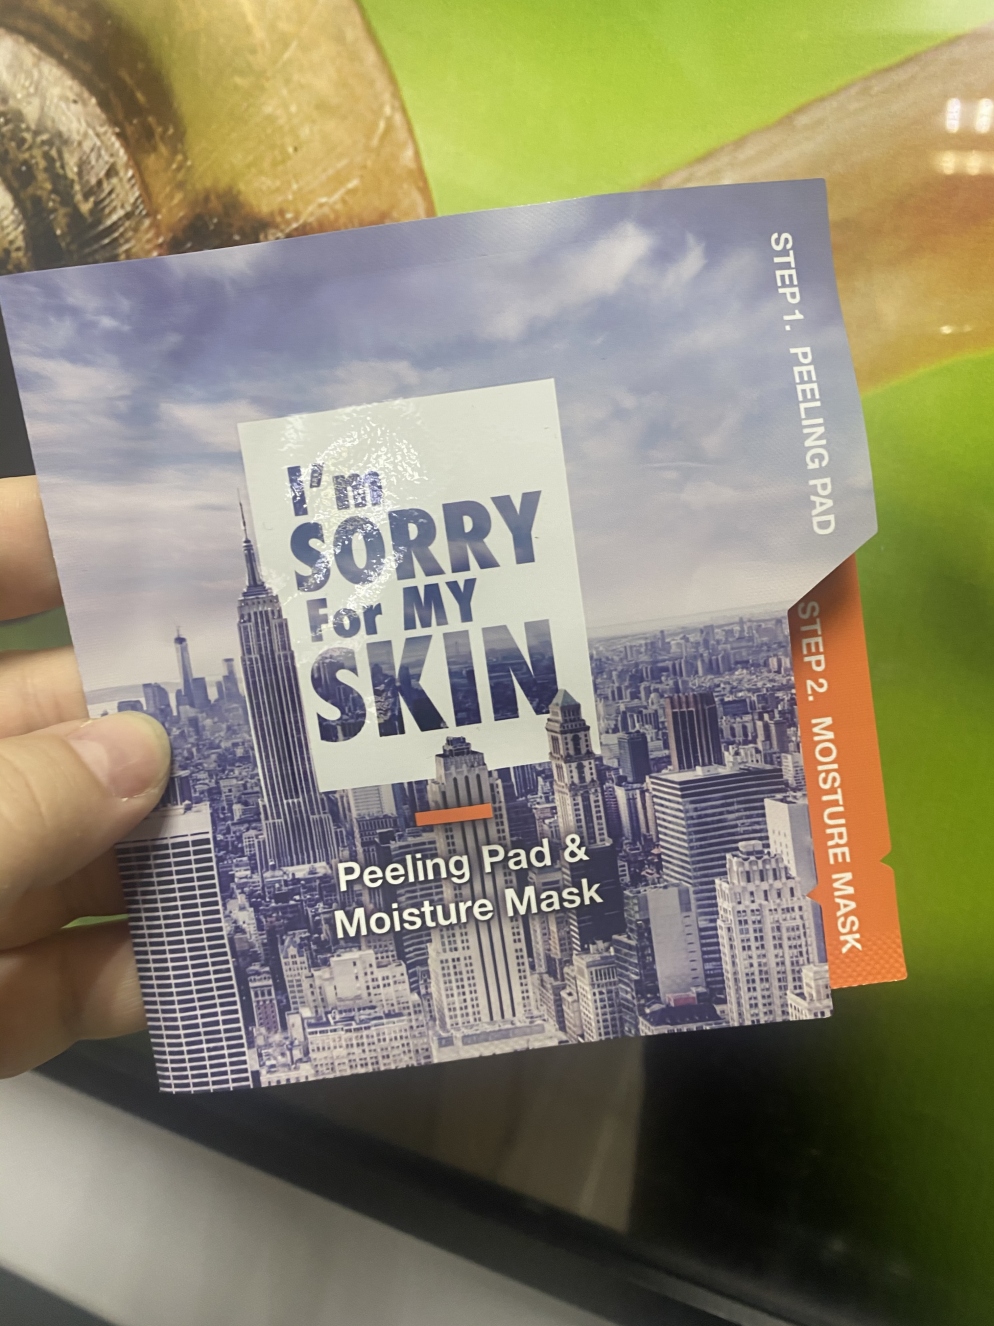 I'm
SORRY
For MY
SKIN
Peeling Pad &
Moisture Mask
STEP 1. PEELING PAD
STEP 2. MOISTURE MASK